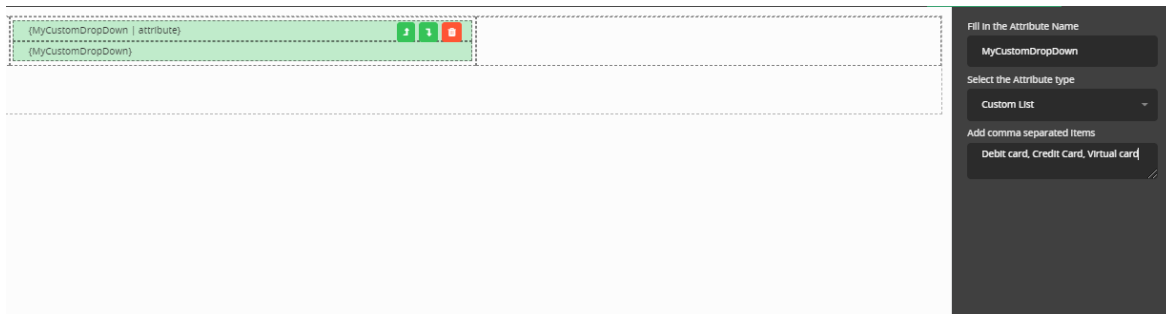 {MyCustomDropDown | attribute}
{MyCustomDropDown}
Fill in the Attribute Name
MyCustomDropDown
Select the Attribute type
Custom List
Add comma separated items
Debit card, Credit Card, Virtual card